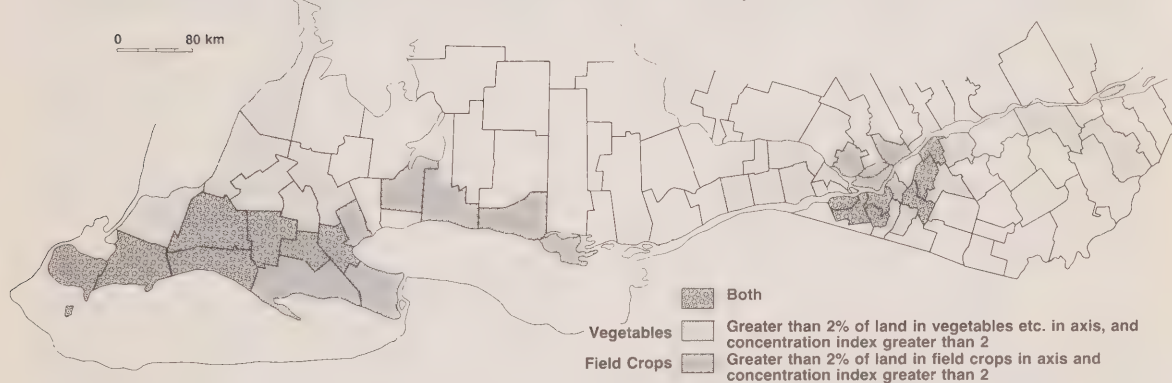 0 80 km
Both
Vegetables Greater than 2% of land in vegetables etc. in axis, and
concentration index greater than 2
Field Crops Greater than 2% of land in field crops in axis and
concentration index greater than 2